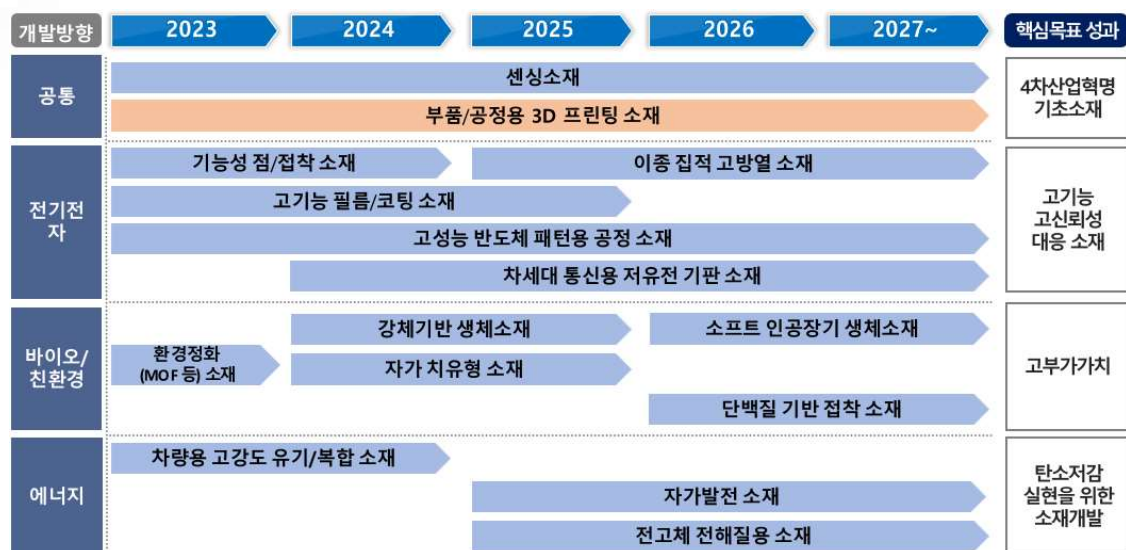 개발방향 2023 2024 2025 2026 2027~ 핵심목표 성과
공통
센싱소재
부품/공정용 3D 프린팅 소재
4차산업혁명
기초소재
전기전
자
기능성 점/접착 소재 이종 집적 고방열 소재
고기능 필름/코팅 소재
고성능 반도체 패턴용 공정 소재
차세대 통신용 저유전 기판 소재
고기능
고신뢰성
대응 소재
바이오/
친환경
강체기반 생체소재 소프트 인공장기 생체소재
환경정화
(MOF 등) 소재
자가 치유형 소재
단백질 기반 접착 소재
고부가가치
에너지
차량용 고강도 유기/복합 소재
자가발전 소재
전고체 전해질용 소재
탄소저감
실현을 위한
소재개발